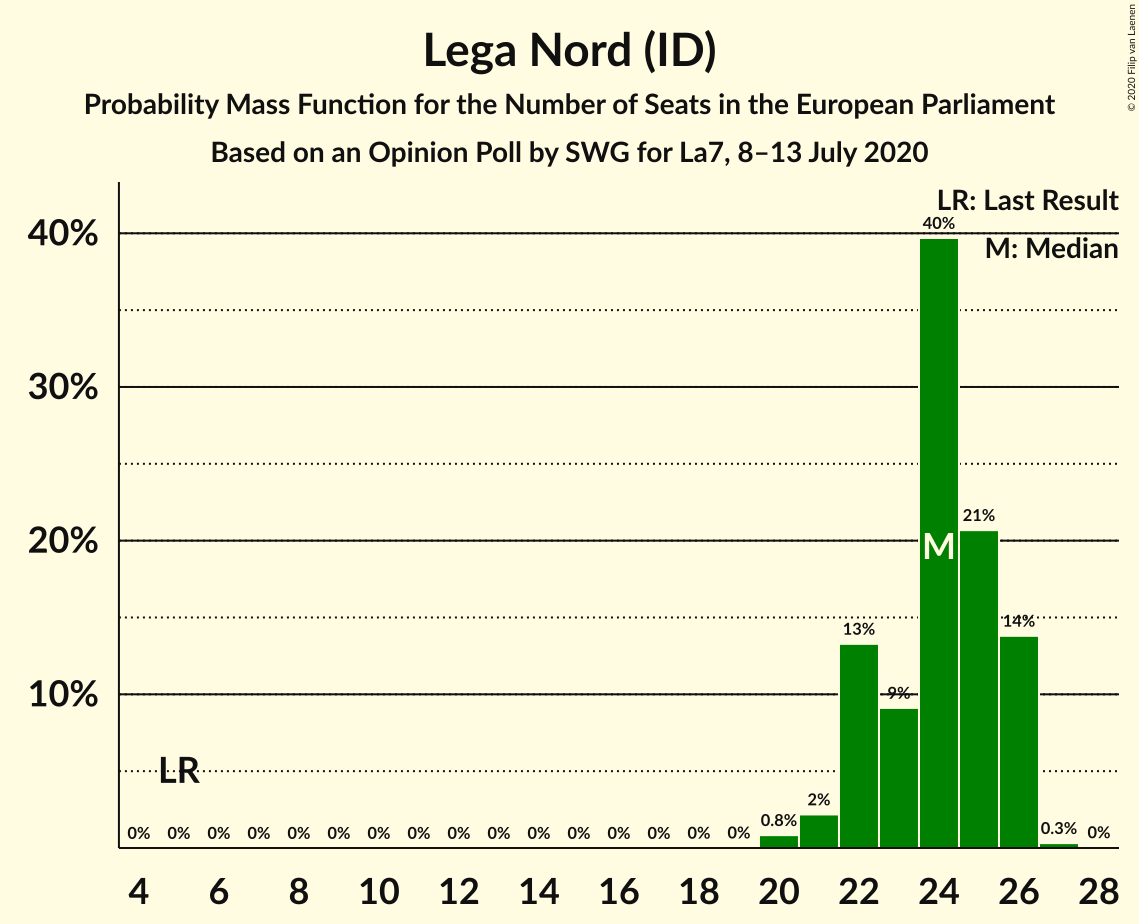 Lega Nord (ID)
Probability Mass Function for the Number of Seats in the European Parliament
Based on an Opinion Poll by SWG for La7, 8–13 July 2020
© 2020 Filip van Laenen
LR: Last Result
M: Median
40%
30%
20%
10%
40%
21%
M
14%
13%
9%
LR
2%
0% 0% 0% 0% 0% 0% 0% 0% 0% 0% 0% 0% 0% 0% 0% 0% 0.8% 0.3% 0%
4 6 8 10 12 14 16 18 20 22 24 26 28